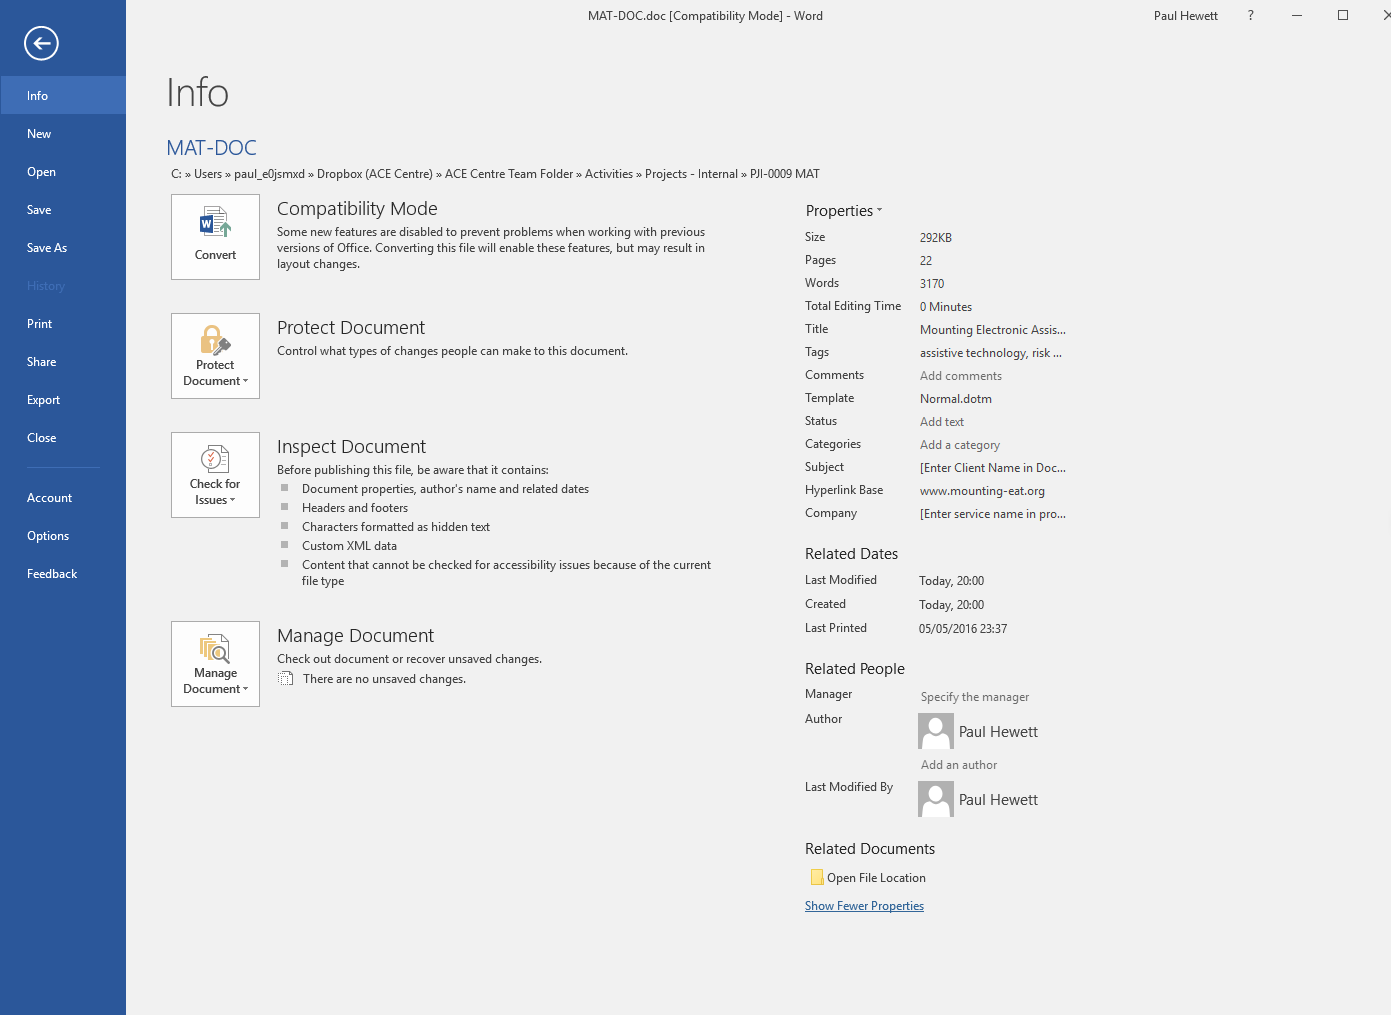 MAT-DOC.doc [Compatibility Mode] - Word
Paul Hewett
?
Info
New
Open
Save
Save As
History
Print
Share
Export
Close
Account
Options
Feedback
Info
MAT-DOC
C: » Users » paul_e0jsmxd » Dropbox (ACE Centre) » ACE Centre Team Folder » Activities » Projects - Internal » PJI-0009 MAT
Convert
Compatibility Mode
Some new features are disabled to prevent problems when working with previous
versions of Office. Converting this file will enable these features, but may result in
layout changes.
Protect
Document
Protect Document
Control what types of changes people can make to this document.
Check for
Issues
Inspect Document
Before publishing this file, be aware that it contains:
Document properties, author's name and related dates
Headers and footers
Characters formatted as hidden text
Custom XML data
Content that cannot be checked for accessibility issues because of the current
file type
Manage
Document
Manage Document
Check out document or recover unsaved changes.
There are no unsaved changes.
Properties
Size 292KB
Pages 22
Words 3170
Total Editing Time 0 Minutes
Title Mounting Electronic Assis...
Tags assistive technology, risk ...
Comments Add comments
Template Normal.dotm
Status Add text
Categories Add a category
Subject [Enter Client Name in Doc...
Hyperlink Base www.mounting-eat.org
Company [Enter service name in pro...
Related Dates
Last Modified Today, 20:00
Created Today, 20:00
Last Printed 05/05/2016 23:37
Related People
Manager Specify the manager
Author Paul Hewett
Add an author
Last Modified By Paul Hewett
Related Documents
Open File Location
Show Fewer Properties